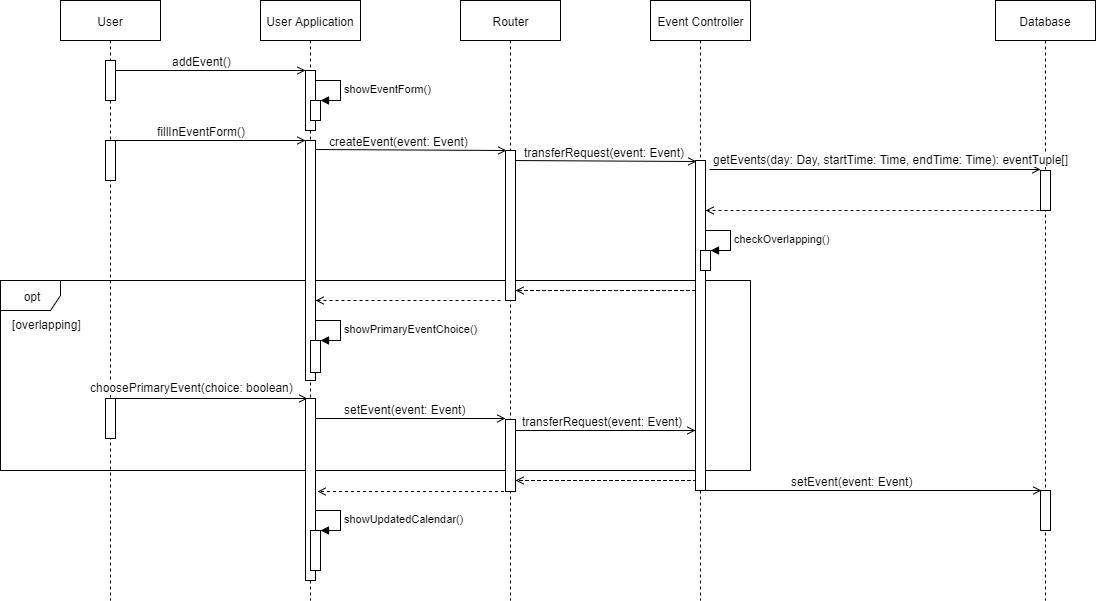 User
User Application
Router
Event Controller
Database
addEvent()
showEventForm()
fillInEventForm()
createEvent(event: Event)
transferRequest(event: Event)
getEvents(day: Day, startTime: Time, endTime: Time): eventTuple[]
checkOverlapping()
opt
[overlapping]
showPrimaryEventChoice()
choosePrimaryEvent(choice: boolean)
setEvent(event: Event)
transferRequest(event: Event)
setEvent(event: Event)
showUpdatedCalendar()